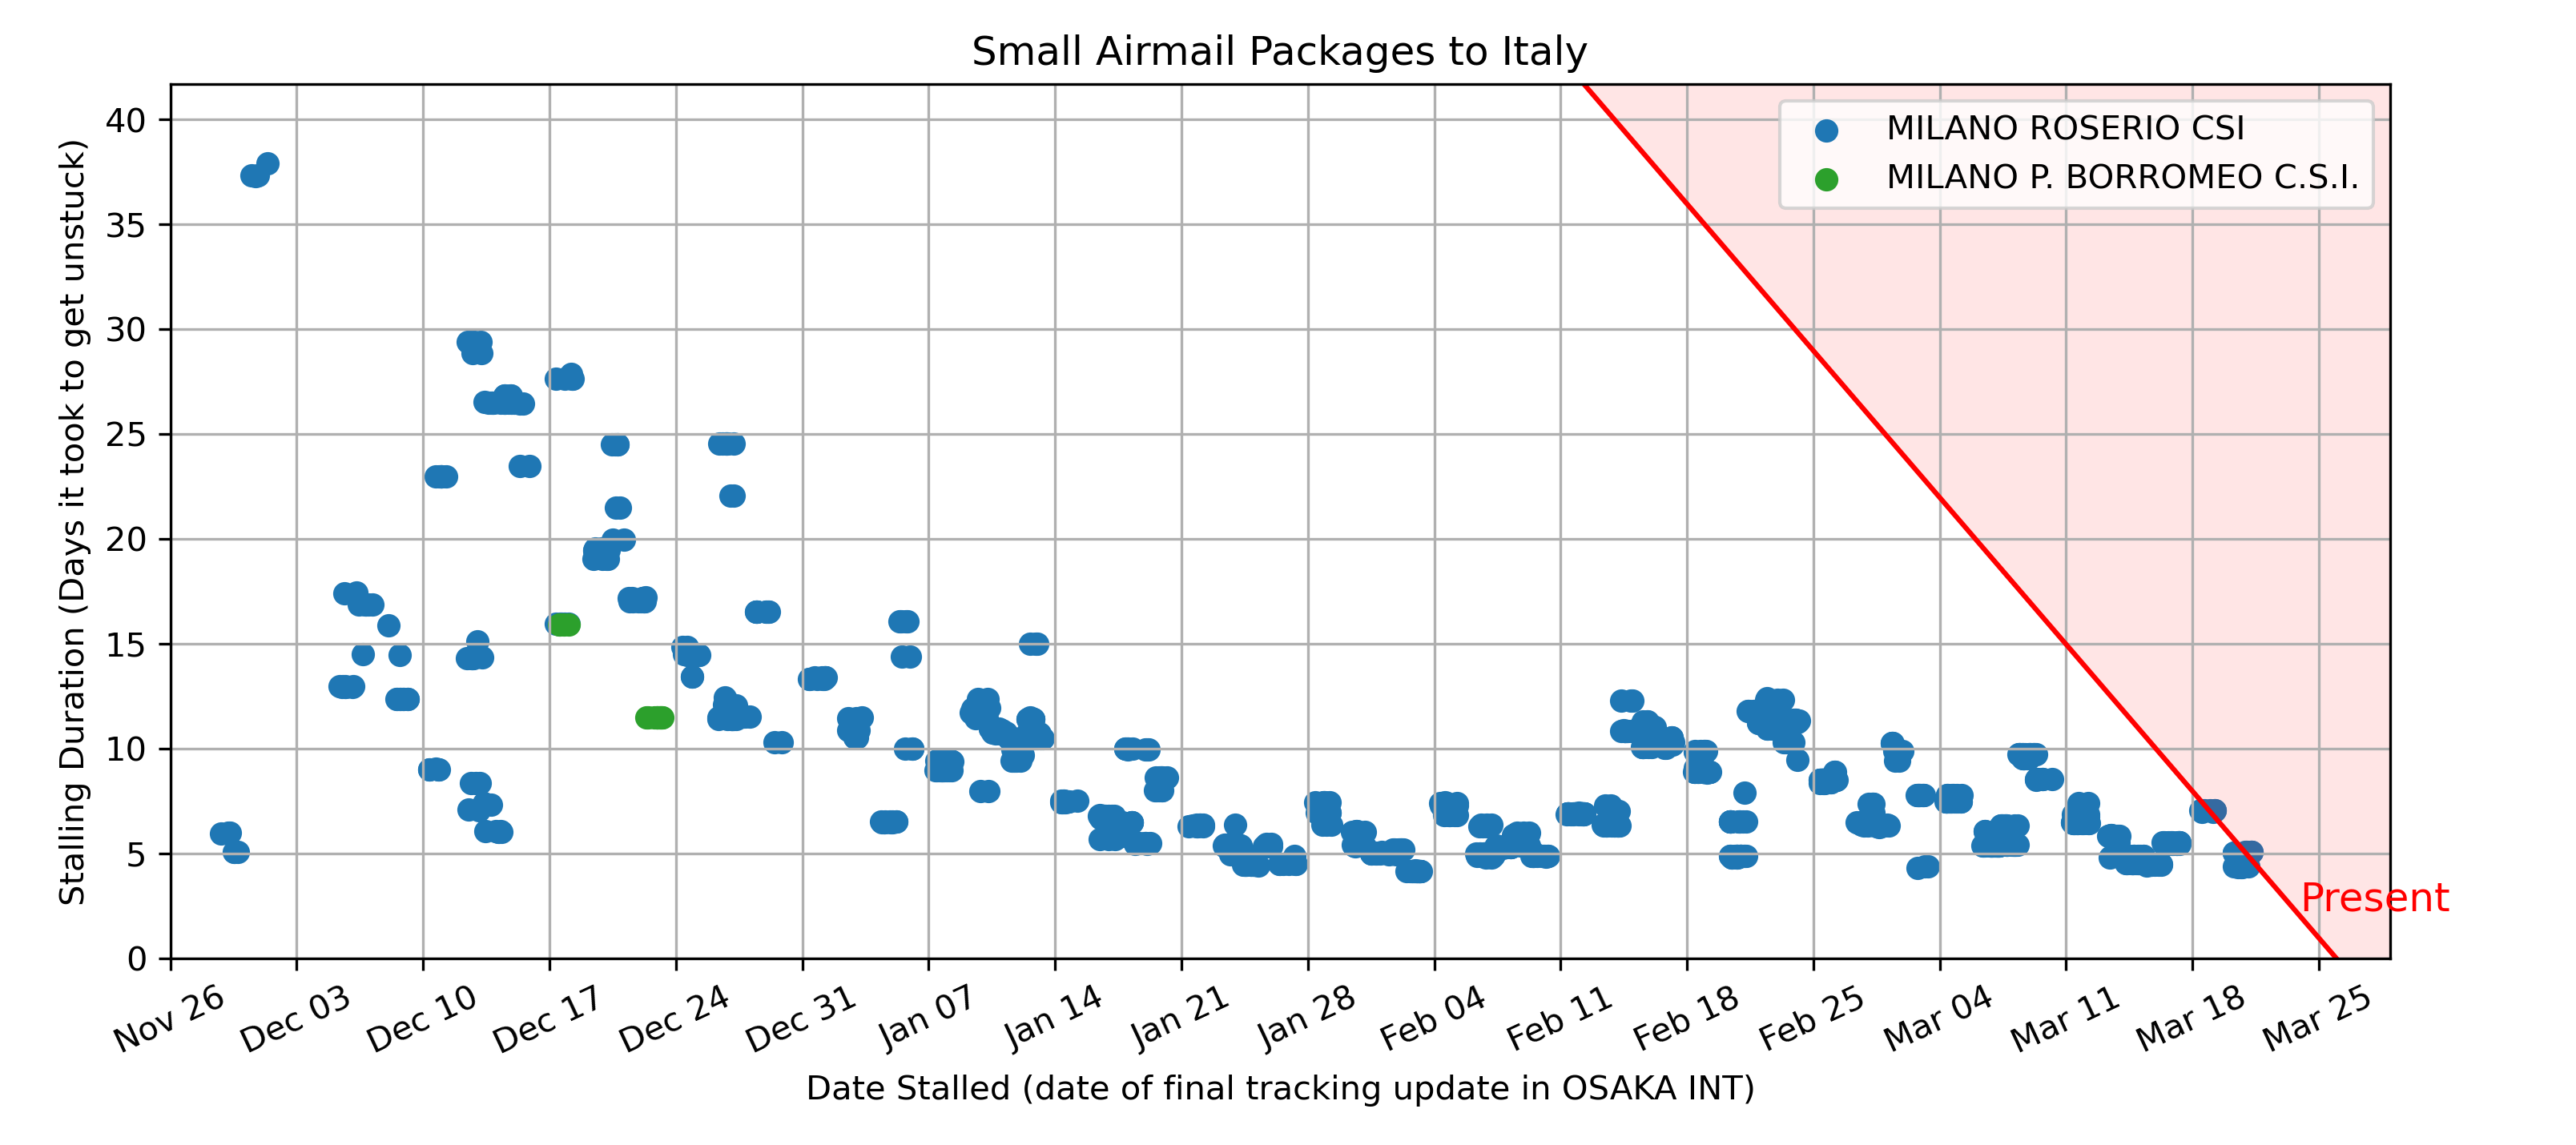 Small Airmail Packages to Italy
Stalling Duration (Days it took to get unstuck)
40
35
30
25
20
15
10
5
0
MILANO ROSERIO CSI
MILANO P. BORROMEO C.S.I.
Present
Nov 26
Dec 03
Dec 10
Dec 17
Dec 24
Dec 31
Jan 07
Jan 14
Jan 21
Jan 28
Feb 04
Feb 11
Feb 18
Feb 25
Mar 04
Mar 11
Mar 18
Mar 25
Date Stalled (date of final tracking update in OSAKA INT)